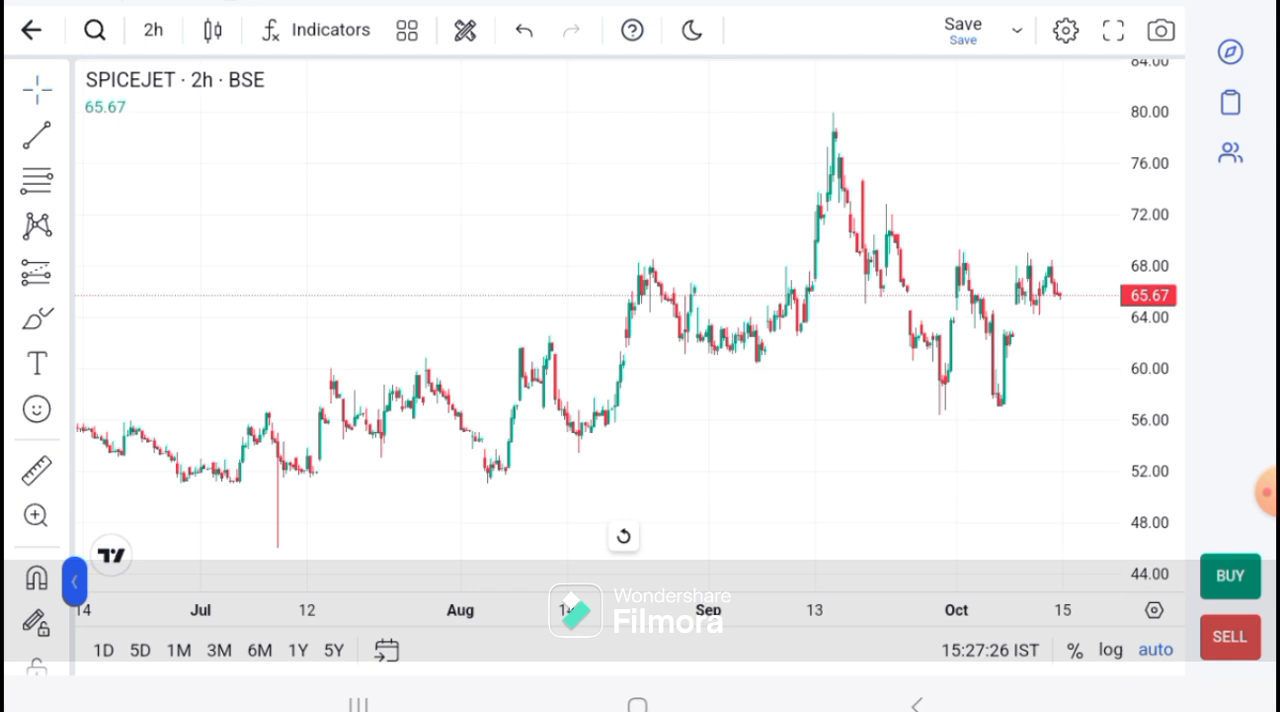 2h
Indicators
Save
Save
SPICEJET · 2h · BSE
65.67
84.00
80.00
76.00
72.00
68.00
65.67
64.00
60.00
56.00
52.00
48.00
44.00
T
TV
BUY
SELL
14 Jul 12 Aug Sep 13 Oct 15
Wondershare
Filmora
1D 5D 1M 3M 6M 1Y 5Y
15:27:26 IST % log auto